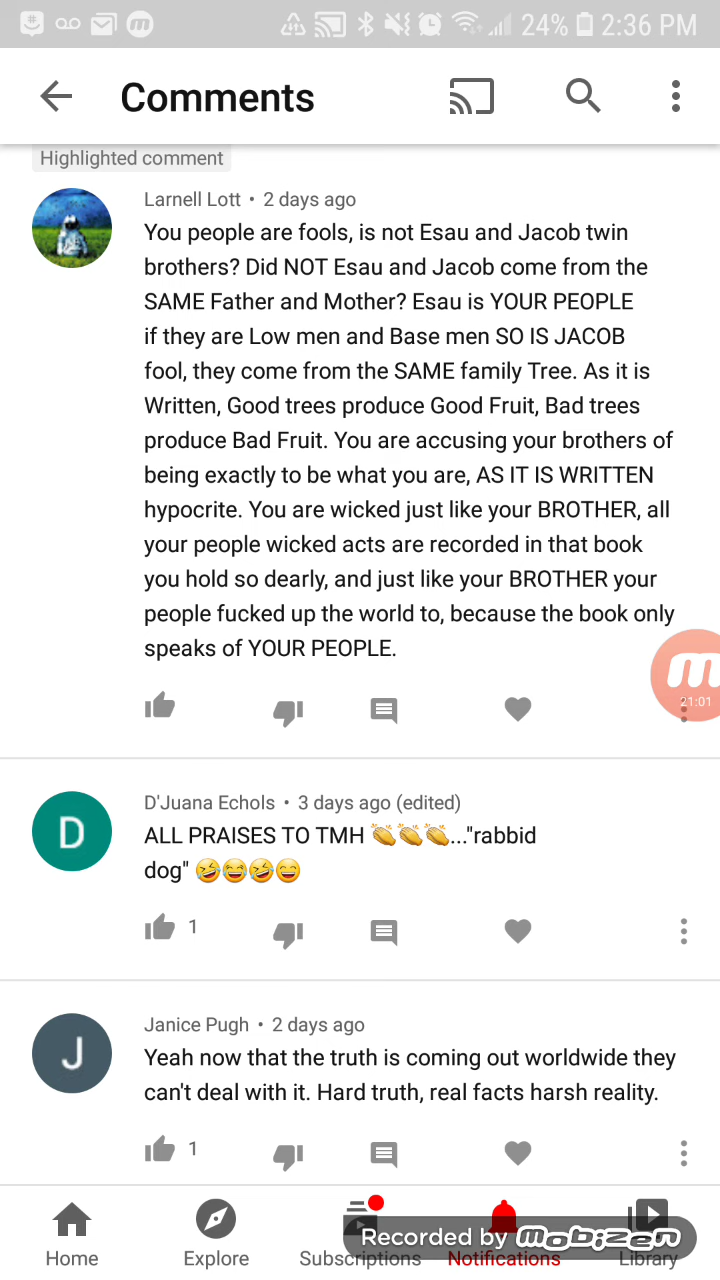 24% 2:36 PM
Comments
Highlighted comment
Larnell Lott • 2 days ago
You people are fools, is not Esau and Jacob twin
brothers? Did NOT Esau and Jacob come from the
SAME Father and Mother? Esau is YOUR PEOPLE
if they are Low men and Base men SO IS JACOB
fool, they come from the SAME family Tree. As it is
Written, Good trees produce Good Fruit, Bad trees
produce Bad Fruit. You are accusing your brothers of
being exactly to be what you are, AS IT IS WRITTEN
hypocrite. You are wicked just like your BROTHER, all
your people wicked acts are recorded in that book
you hold so dearly, and just like your BROTHER your
people fucked up the world to, because the book only
speaks of YOUR PEOPLE.
m
21:01
D
D'Juana Echols • 3 days ago (edited)
ALL PRAISES TO TMH 👏👏👏..."rabbid
dog" 🤣😂🤣😄
1
J
Janice Pugh • 2 days ago
Yeah now that the truth is coming out worldwide they
can't deal with it. Hard truth, real facts harsh reality.
1
Recorded by mobizen
Home Explore Subscriptions Notifications Library